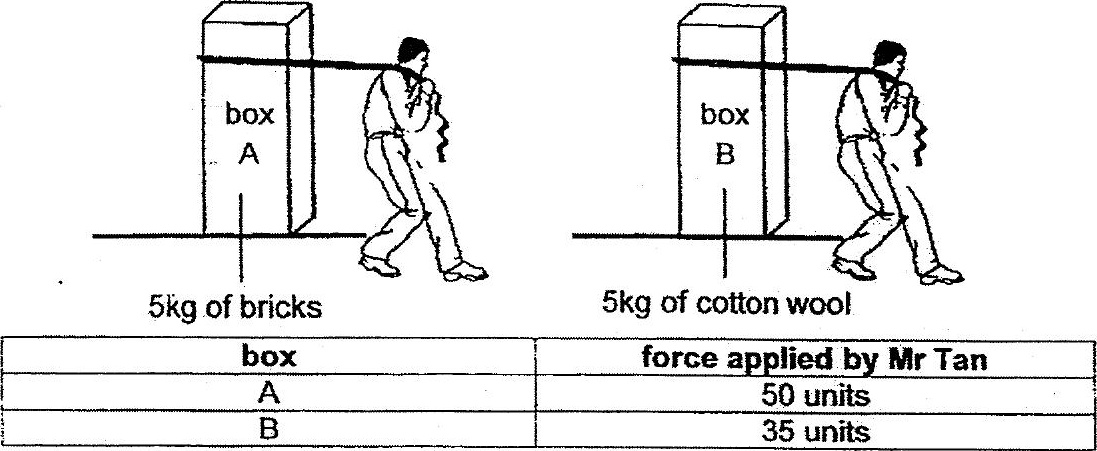 box
A
box
B
5kg of bricks
5kg of cotton wool
box force applied by Mr Tan
A 50 units
B 35 units